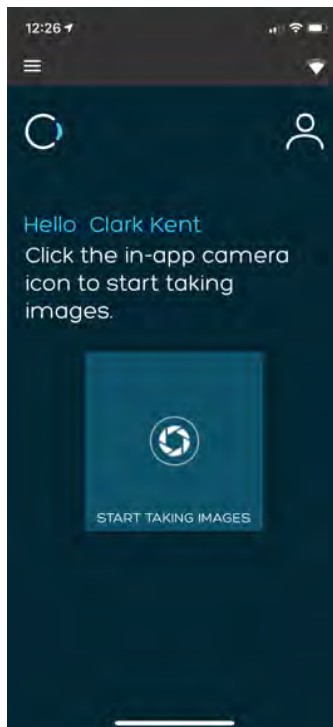 12:26
Hello Clark Kent
Click the in-app camera
icon to start taking
images.
START TAKING IMAGES